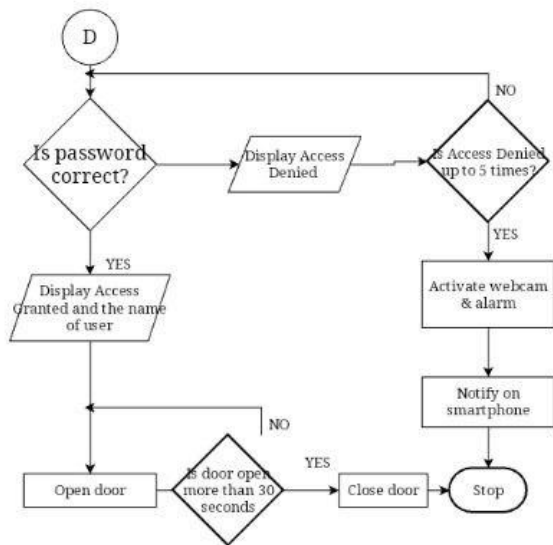 D
NO
Is password
correct?
Display Access
Denied
Is Access Denied
up to 5 times?
YES
YES
Display Access
Granted and the name
of user
Activate webcam
& alarm
Notify on
smartphone
NO
Open door
Is door open
more than 30
seconds
YES
Close door
Stop